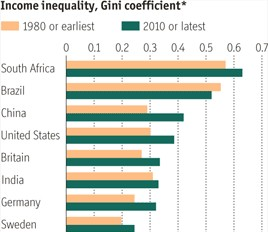 Income inequality, Gini coefficient*
1980 or earliest 2010 or latest
0 0.1 0.2 0.3 0.4 0.5 0.6 0.7
South Africa
Brazil
China
United States
Britain
India
Germany
Sweden